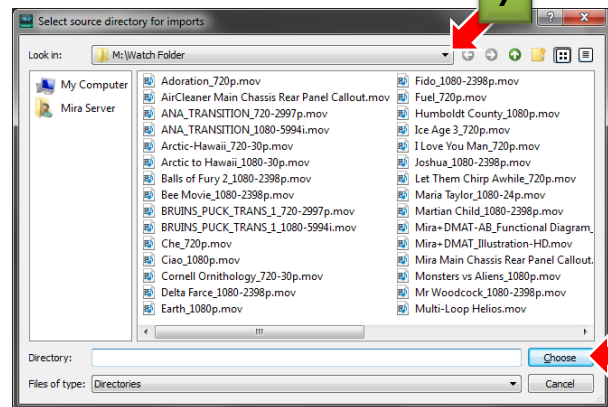 Select source directory for imports
Look in: M:\Watch Folder
My Computer
Mira Server
Adoration_720p.mov
AirCleaner Main Chassis Rear Panel Callout.mov
ANA_TRANSITION_720-2997p.mov
ANA_TRANSITION_1080-5994i.mov
Arctic-Hawaii_720-30p.mov
Arctic to Hawaii_1080-30p.mov
Balls of Fury 2_1080-2398p.mov
Bee Movie_1080-2398p.mov
BRUINS_PUCK_TRANS_1_720-2997p.mov
BRUINS_PUCK_TRANS_1_1080-5994i.mov
Che_720p.mov
Ciao_1080p.mov
Cornell Ornithology_720-30p.mov
Delta Farce_1080-2398p.mov
Earth_1080p.mov
Fido_1080-2398p.mov
Fuel_720p.mov
Humboldt County_1080p.mov
Ice Age 3_720p.mov
I Love You Man_720p.mov
Joshua_1080-2398p.mov
Let Them Chirp Awhile_720p.mov
Maria Taylor_1080-24p.mov
Martian Child_1080-2398p.mov
Mira+DMAT-AB_Functional Diagram_
Mira+DMAT_Illustration-HD.mov
Mira Main Chassis Rear Panel Callout.
Monsters vs Aliens_1080p.mov
Mr Woodcock_1080-2398p.mov
Multi-Loop Helios.mov
Directory:
Choose
Files of type: Directories
Cancel